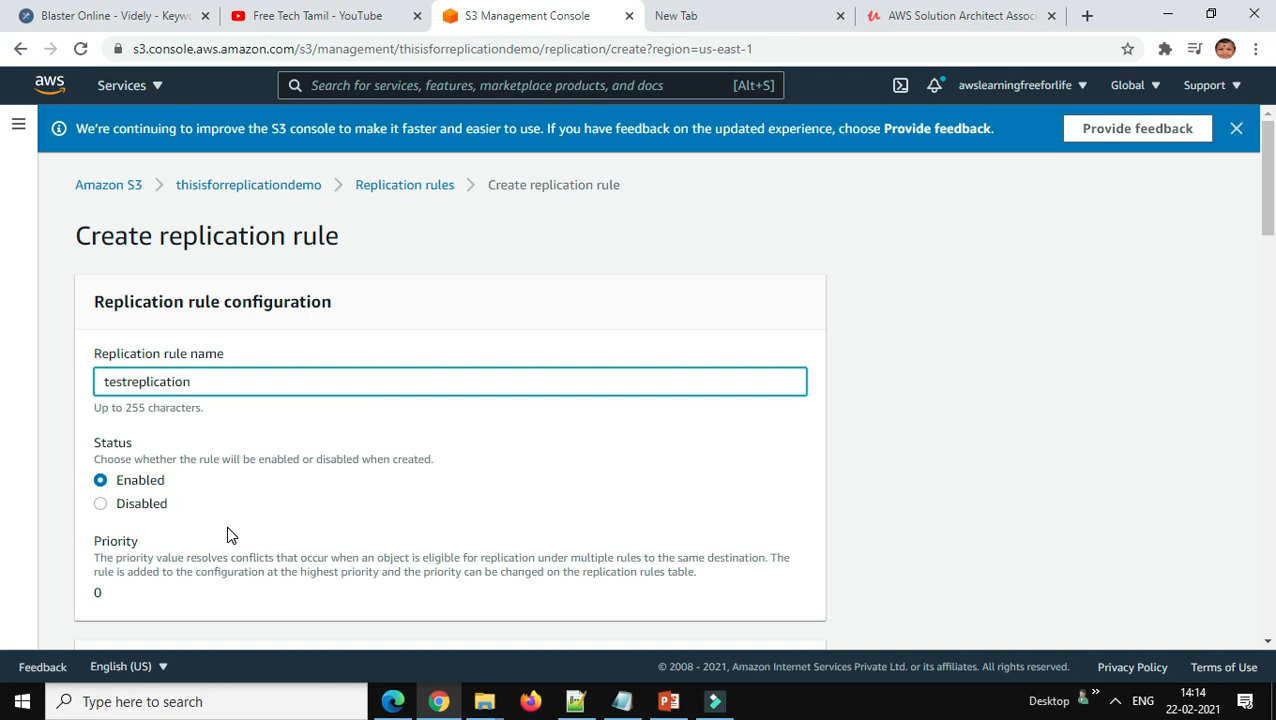 Blaster Online - Videly - Keyw
Free Tech Tamil - YouTube
S3 Management Console
New Tab
AWS Solution Architect Associ
s3.console.aws.amazon.com/s3/management/thisisforreplicationdemo/replication/create?region=us-east-1
aws
Services
Search for services, features, marketplace products, and docs
[Alt+S]
awslearningfreeforlife
Global
Support
We're continuing to improve the S3 console to make it faster and easier to use. If you have feedback on the updated experience, choose Provide feedback.
Provide feedback
Amazon S3
thisisforreplicationdemo
Replication rules
Create replication rule
Create replication rule
Replication rule configuration
Replication rule name
testreplication
Up to 255 characters.
Status
Choose whether the rule will be enabled or disabled when created.
Enabled
Disabled
Priority
The priority value resolves conflicts that occur when an object is eligible for replication under multiple rules to the same destination. The
rule is added to the configuration at the highest priority and the priority can be changed on the replication rules table.
0
Feedback
English (US)
© 2008 - 2021, Amazon Internet Services Private Ltd. or its affiliates. All rights reserved.
Privacy Policy
Terms of Use
Type here to search
Desktop
ENG
14:14
22-02-2021